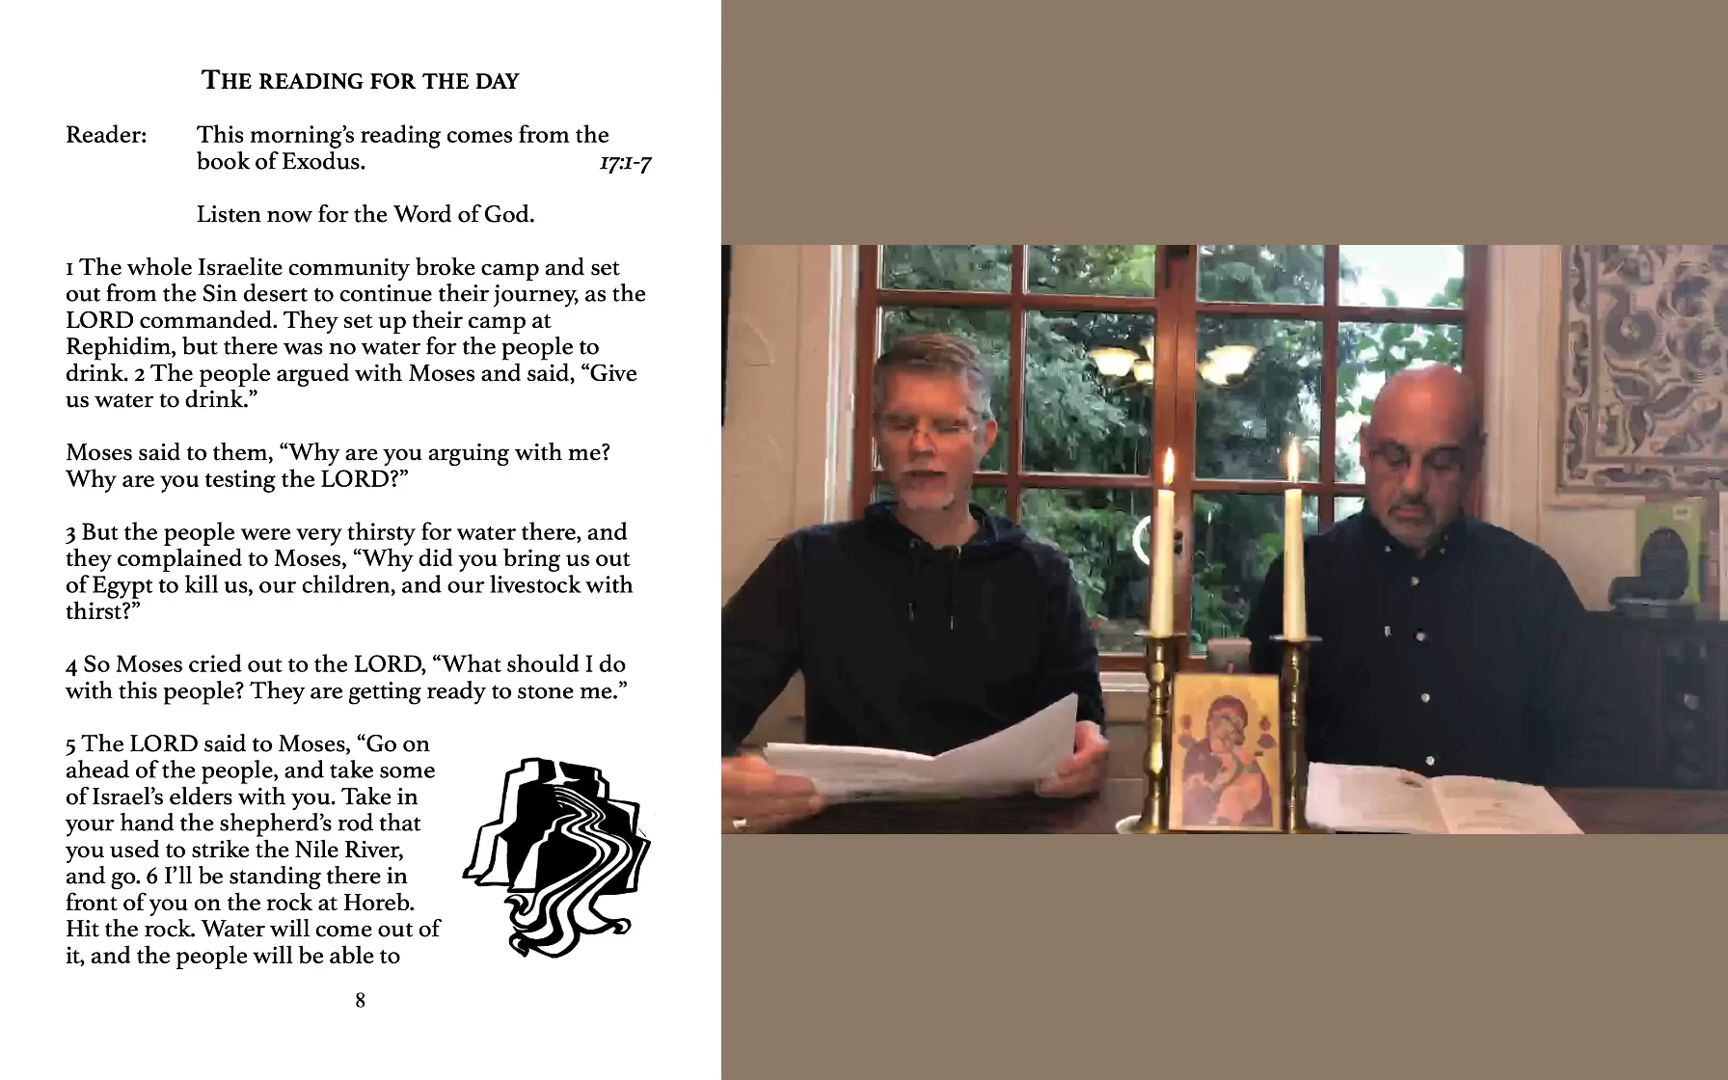 THE READING FOR THE DAY
Reader: This morning’s reading comes from the
book of Exodus. 17:1-7
Listen now for the Word of God.
1 The whole Israelite community broke camp and set
out from the Sin desert to continue their journey, as the
LORD commanded. They set up their camp at
Rephidim, but there was no water for the people to
drink. 2 The people argued with Moses and said, “Give
us water to drink.”
Moses said to them, “Why are you arguing with me?
Why are you testing the LORD?”
3 But the people were very thirsty for water there, and
they complained to Moses, “Why did you bring us out
of Egypt to kill us, our children, and our livestock with
thirst?”
4 So Moses cried out to the LORD, “What should I do
with this people? They are getting ready to stone me.”
5 The LORD said to Moses, “Go on
ahead of the people, and take some
of Israel’s elders with you. Take in
your hand the shepherd’s rod that
you used to strike the Nile River,
and go. 6 I’ll be standing there in
front of you on the rock at Horeb.
Hit the rock. Water will come out of
it, and the people will be able to
8